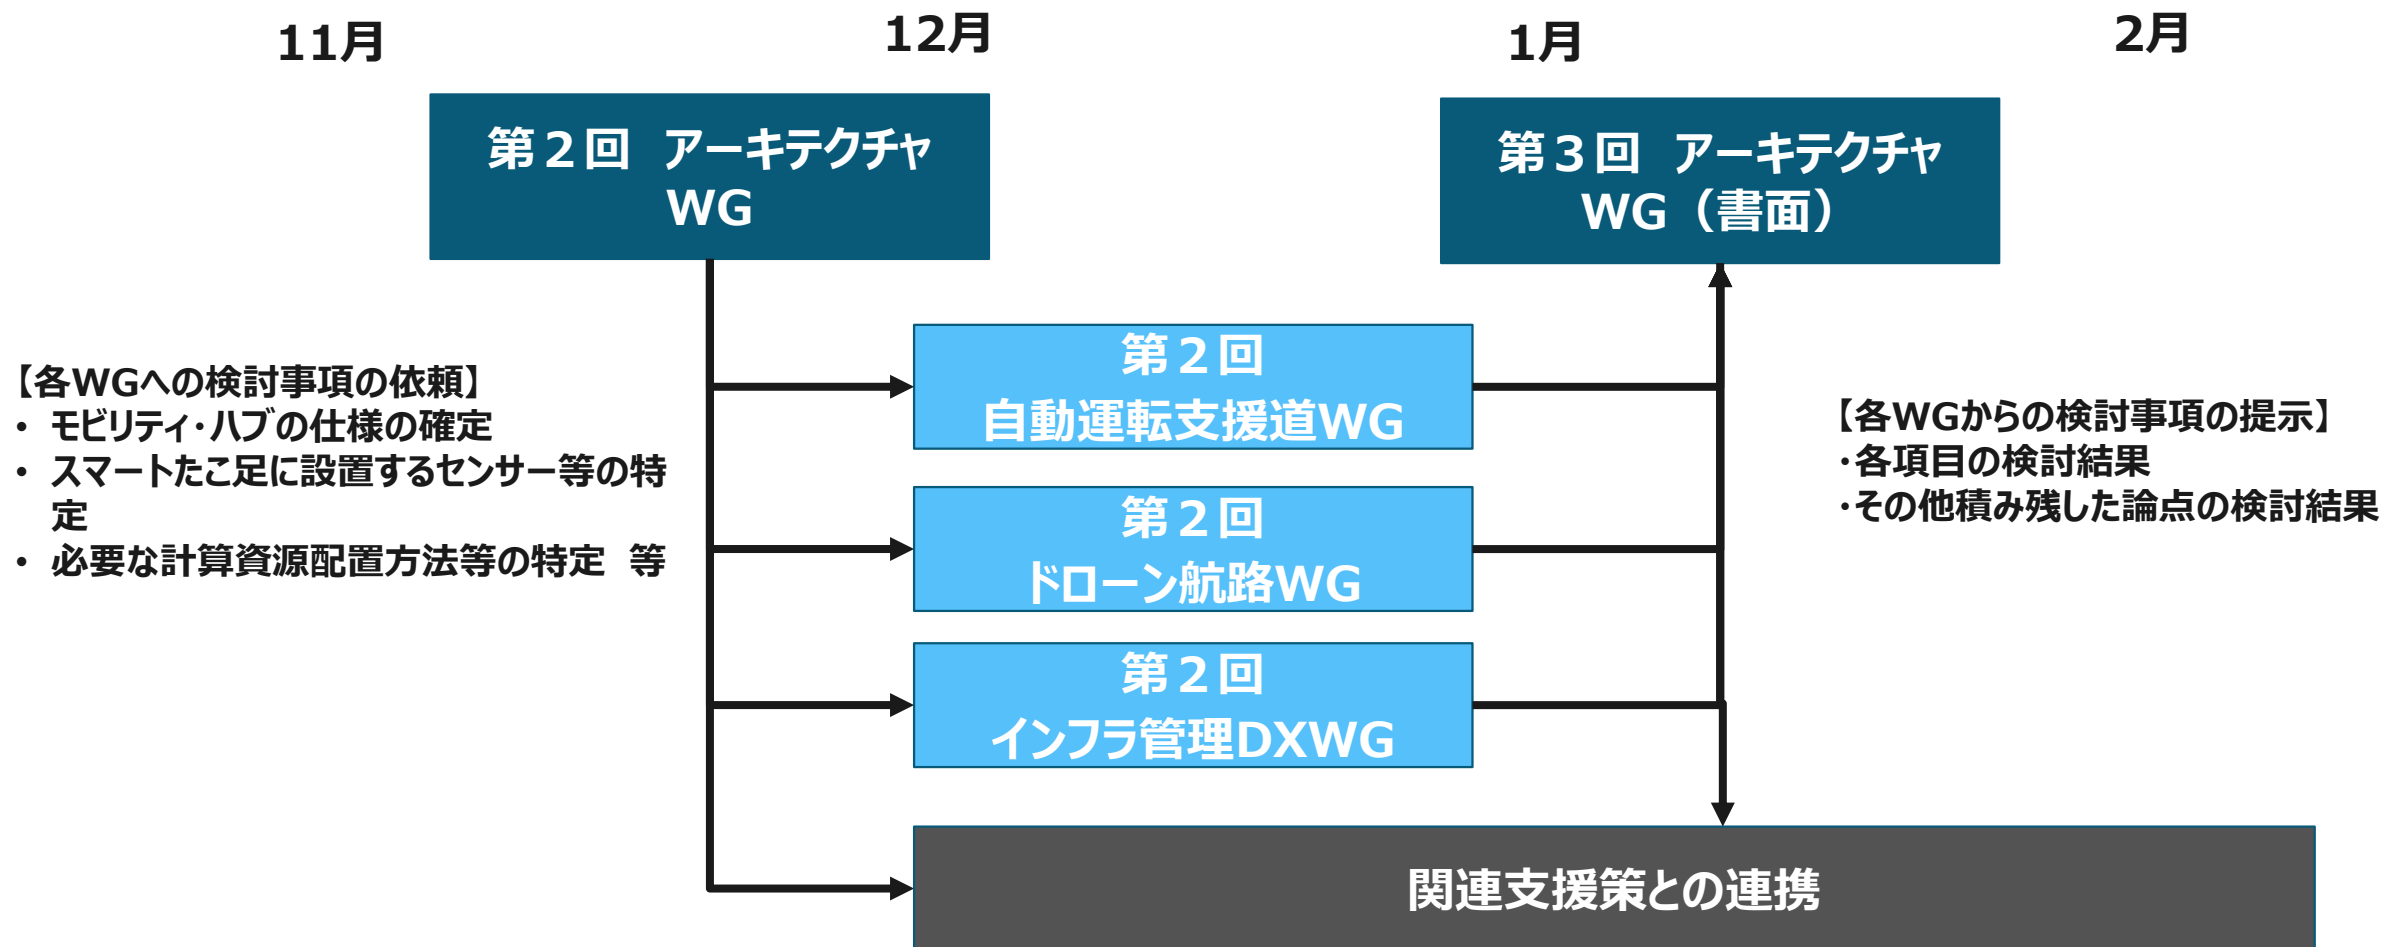 11月
12月
1月
2月
第２回　アーキテクチャ
WG
第３回　アーキテクチャ
WG（書面）
【各WGへの検討事項の依頼】
• モビリティ・ハブの仕様の確定
• スマートたこ足に設置するセンサー等の特
定
• 必要な計算資源配置方法等の特定　等
第２回
自動運転支援道WG
第２回
ドローン航路WG
第２回
インフラ管理DXWG
【各WGからの検討事項の提示】
・各項目の検討結果
・その他積み残した論点の検討結果
関連支援策との連携